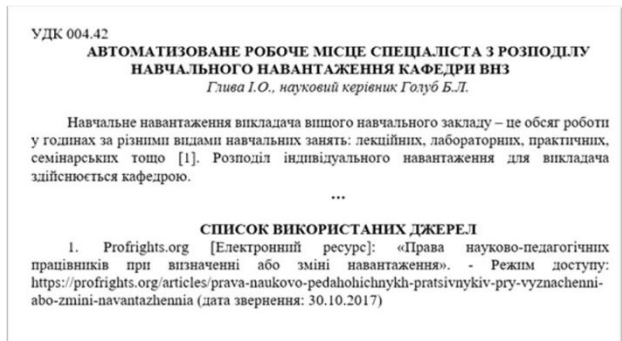 УДК 004.42
АВТОМАТИЗОВАНЕ РОБОЧЕ МІСЦЕ СПЕЦІАЛІСТА З РОЗПОДІЛУ
НАВЧАЛЬНОГО НАВАНТАЖЕННЯ КАФЕДРИ ВНЗ
Глива І.О., науковий керівник Голуб Б.Л.
Навчальне навантаження викладача вищого навчального закладу – це обсяг роботи
у годинах за різними видами навчальних занять: лекційних, лабораторних, практичних,
семінарських тощо [1]. Розподіл індивідуального навантаження для викладача
здійснюється кафедрою.
...
СПИСОК ВИКОРИСТАНИХ ДЖЕРЕЛ
1. Profrights.org [Електронний ресурс]: «Права науково-педагогічних
працівників при визначенні або зміні навантаження». - Режим доступу:
https://profrights.org/articles/prava-naukovo-pedahohichnykh-pratsivnykiv-pry-vyznachenni-
abo-zmini-navantazhennia (дата звернення: 30.10.2017)